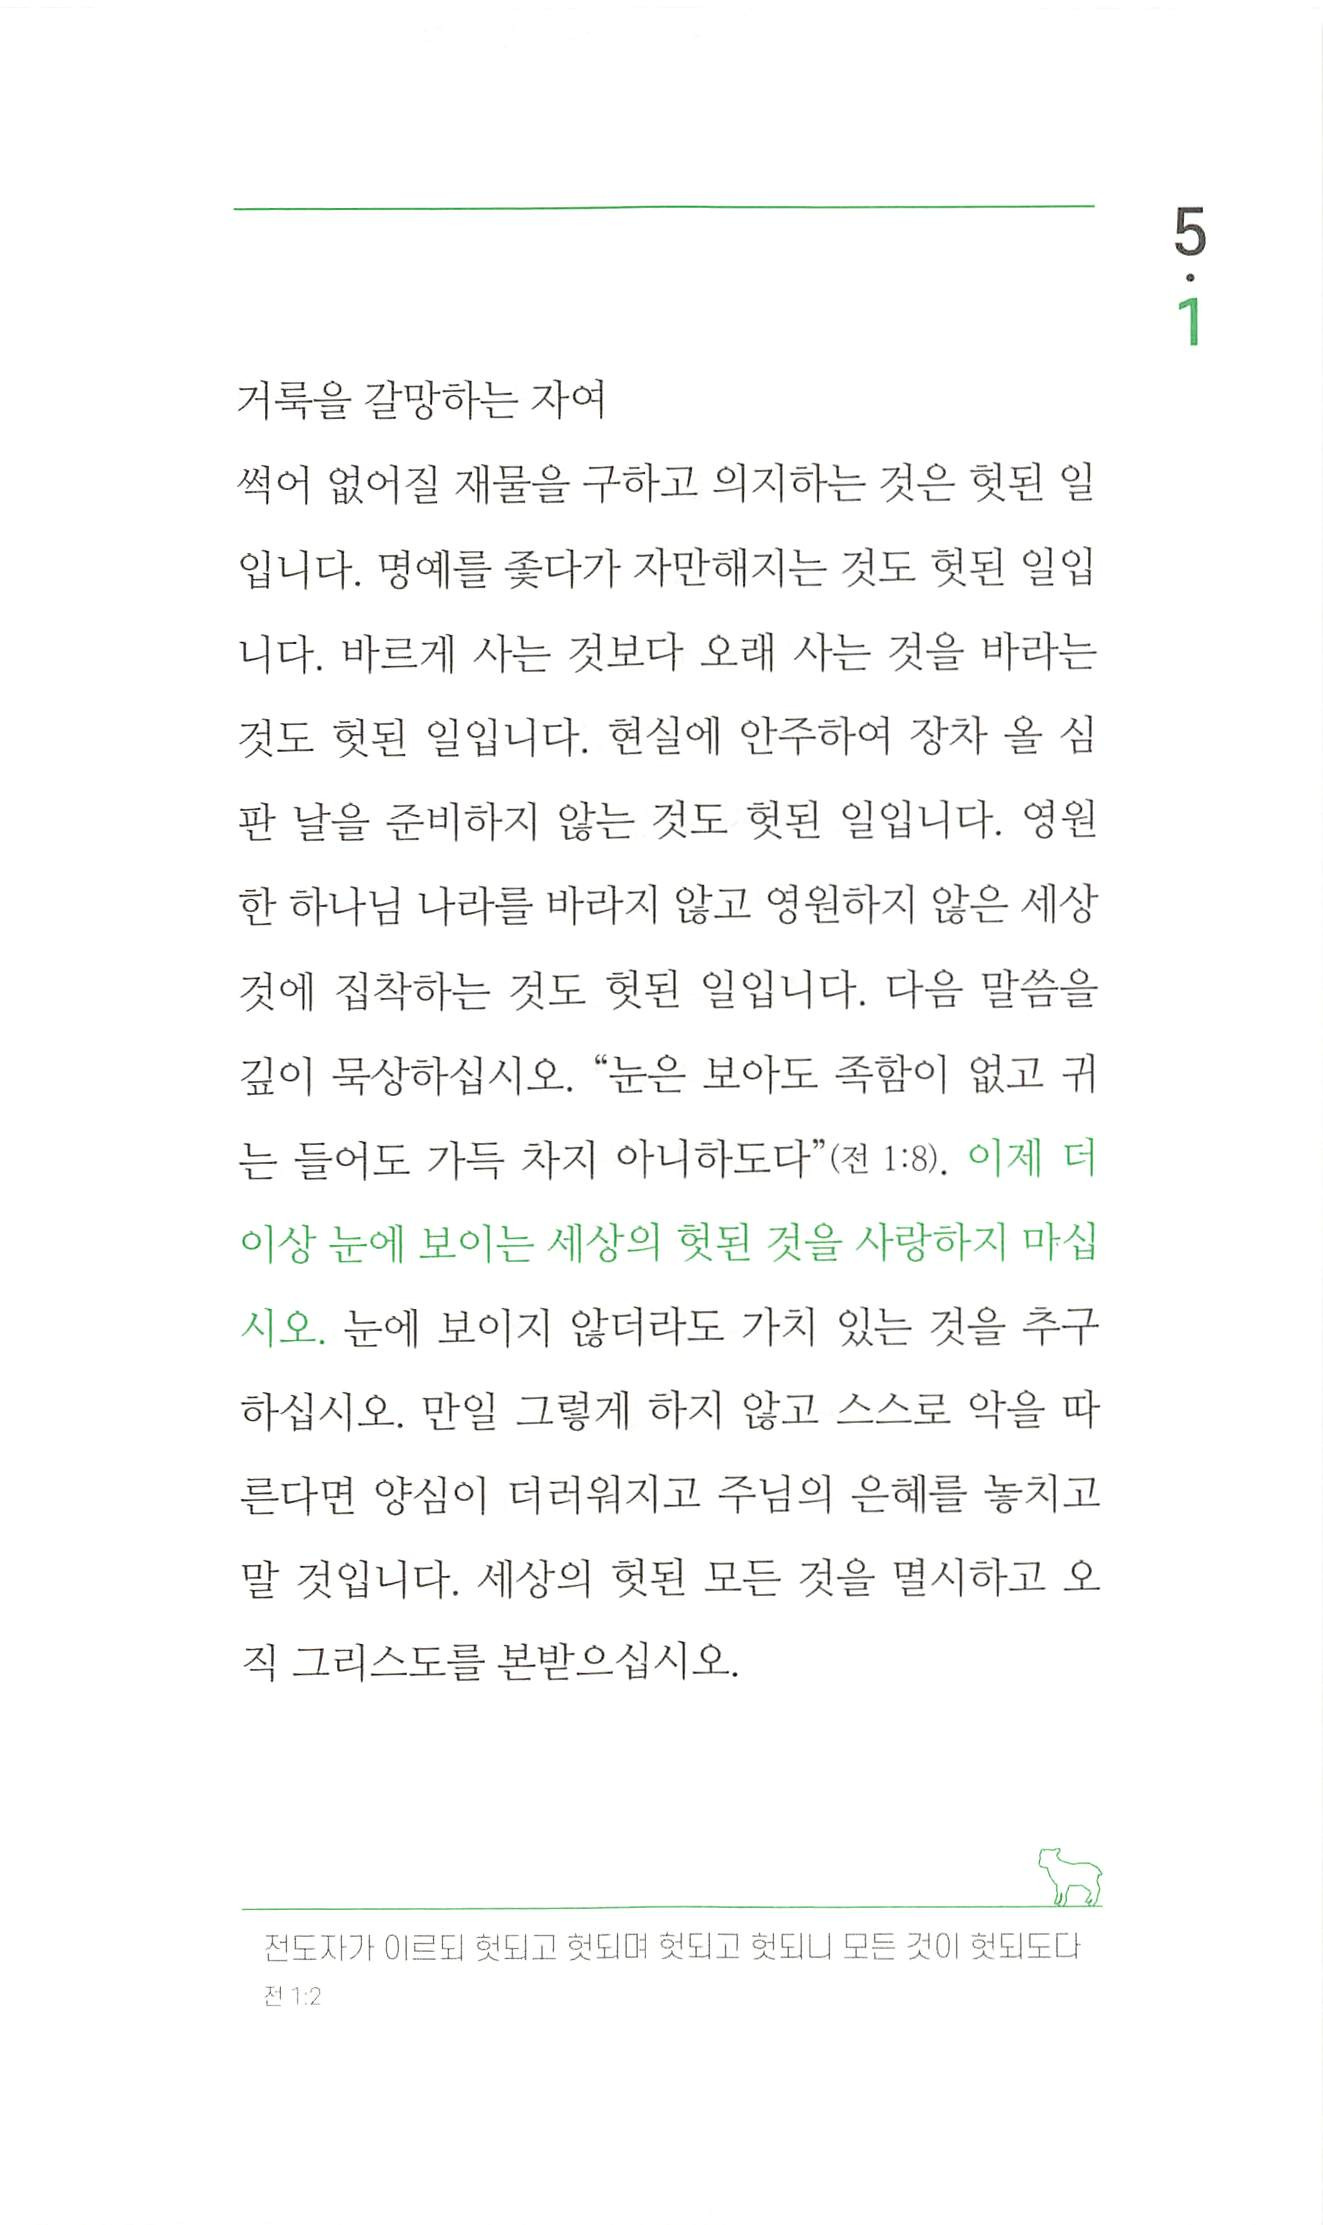 5
·
1
거룩을 갈망하는 자여
썩어 없어질 재물을 구하고 의지하는 것은 헛된 일
입니다. 명예를 좇다가 자만해지는 것도 헛된 일입
니다. 바르게 사는 것보다 오래 사는 것을 바라는
것도 헛된 일입니다. 현실에 안주하여 장차 올 심
판 날을 준비하지 않는 것도 헛된 일입니다. 영원
한 하나님 나라를 바라지 않고 영원하지 않은 세상
것에 집착하는 것도 헛된 일입니다. 다음 말씀을
깊이 묵상하십시오. “눈은 보아도 족함이 없고 귀
는 들어도 가득 차지 아니하도다”(전 1:8). 이제 더
이상 눈에 보이는 세상의 헛된 것을 사랑하지 마십
시오. 눈에 보이지 않더라도 가치 있는 것을 추구
하십시오. 만일 그렇게 하지 않고 스스로 악을 따
른다면 양심이 더러워지고 주님의 은혜를 놓치고
말 것입니다. 세상의 헛된 모든 것을 멸시하고 오
직 그리스도를 본받으십시오.
전도자가 이르되 헛되고 헛되며 헛되고 헛되니 모든 것이 헛되도다
전 1:2